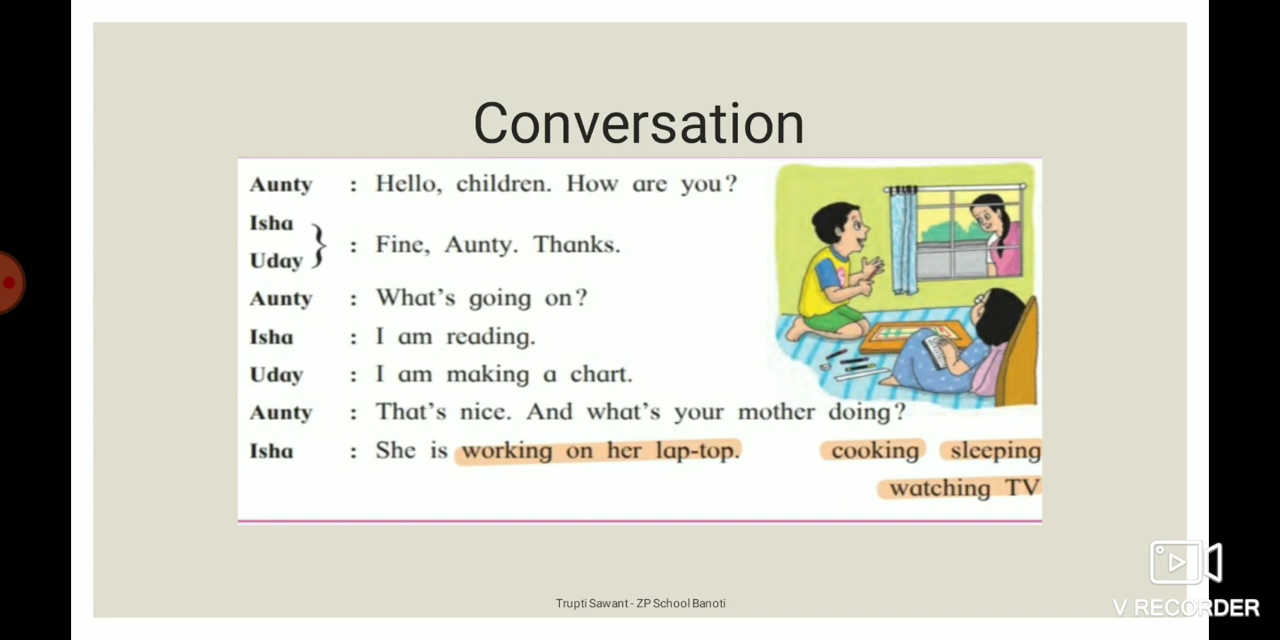 Conversation
Aunty : Hello, children. How are you?
Isha
Uday } : Fine, Aunty. Thanks.
Aunty : What's going on?
Isha : I am reading.
Uday : I am making a chart.
Aunty : That's nice. And what's your mother doing?
Isha : She is working on her lap-top. cooking sleeping
watching TV
Trupti Sawant - ZP School Banoti
V RECORDER